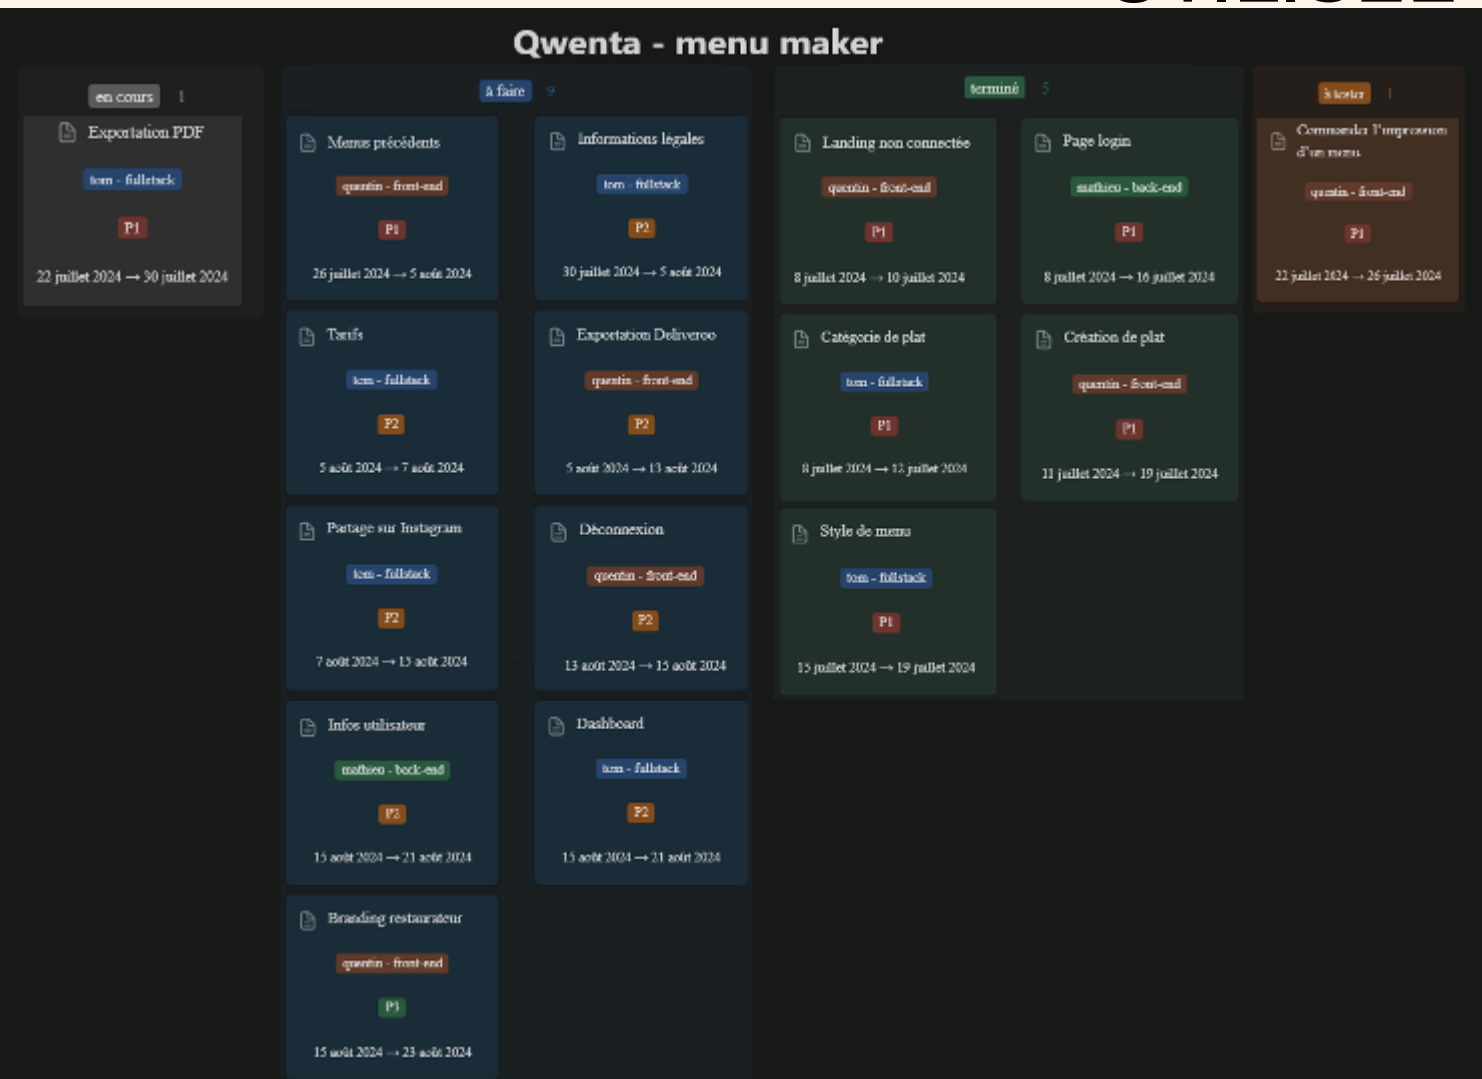 Qwenta - menu maker
en cours 1
Exportation PDF
tom - fullstack
P1
22 juillet 2024 → 30 juillet 2024
à faire 9
Menus précédents
quentin - front-end
P1
26 juillet 2024 → 5 août 2024
Informations légales
tom - fullstack
P2
30 juillet 2024 → 5 août 2024
Tarifs
tom - fullstack
P2
5 août 2024 → 7 août 2024
Exportation Deliveroo
quentin - front-end
P2
5 août 2024 → 13 août 2024
Partage sur Instagram
tom - fullstack
P2
7 août 2024 → 15 août 2024
Déconnexion
quentin - front-end
P2
13 août 2024 → 15 août 2024
Infos utilisateur
mathieu - back-end
P2
15 août 2024 → 21 août 2024
Dashboard
tom - fullstack
P2
15 août 2024 → 21 août 2024
Branding restaurateur
quentin - front-end
P3
15 août 2024 → 23 août 2024
terminé 5
Landing non connectée
quentin - front-end
P1
8 juillet 2024 → 10 juillet 2024
Page login
mathieu - back-end
P1
8 juillet 2024 → 16 juillet 2024
Catégorie de plat
tom - fullstack
P1
8 juillet 2024 → 12 juillet 2024
Création de plat
quentin - front-end
P1
11 juillet 2024 → 19 juillet 2024
Style de menu
tom - fullstack
P1
15 juillet 2024 → 19 juillet 2024
à tester 1
Commander l'impression
d'un menu
quentin - front-end
P1
22 juillet 2024 → 26 juillet 2024